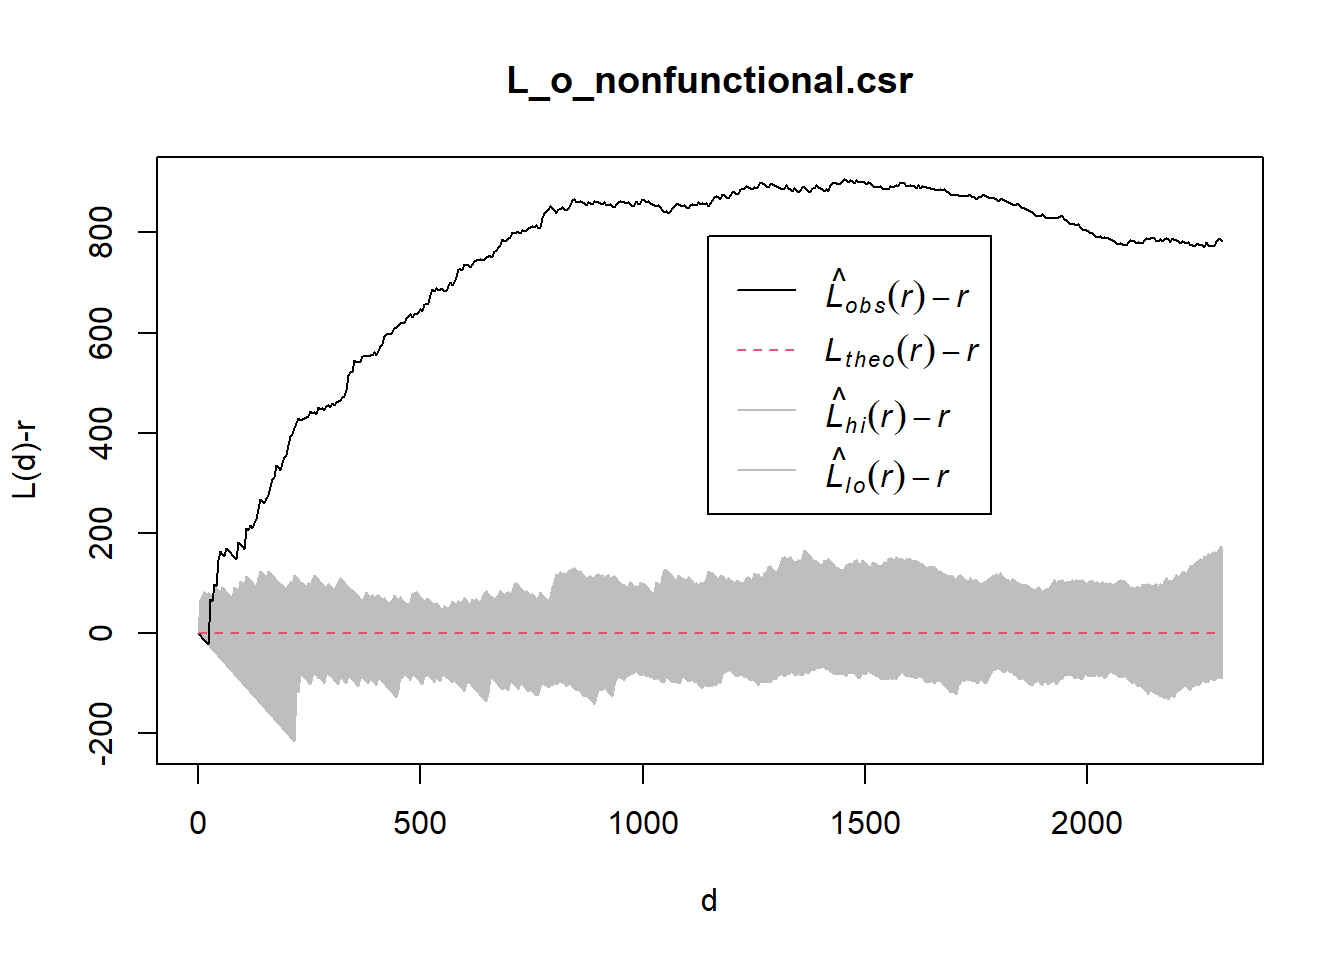 L_o_nonfunctional.csr
L(d)-r
800
600
400
200
0
-200
L̂obs(r) − r
Ltheo(r) − r
L̂hi(r) − r
L̂lo(r) − r
0 500 1000 1500 2000
d